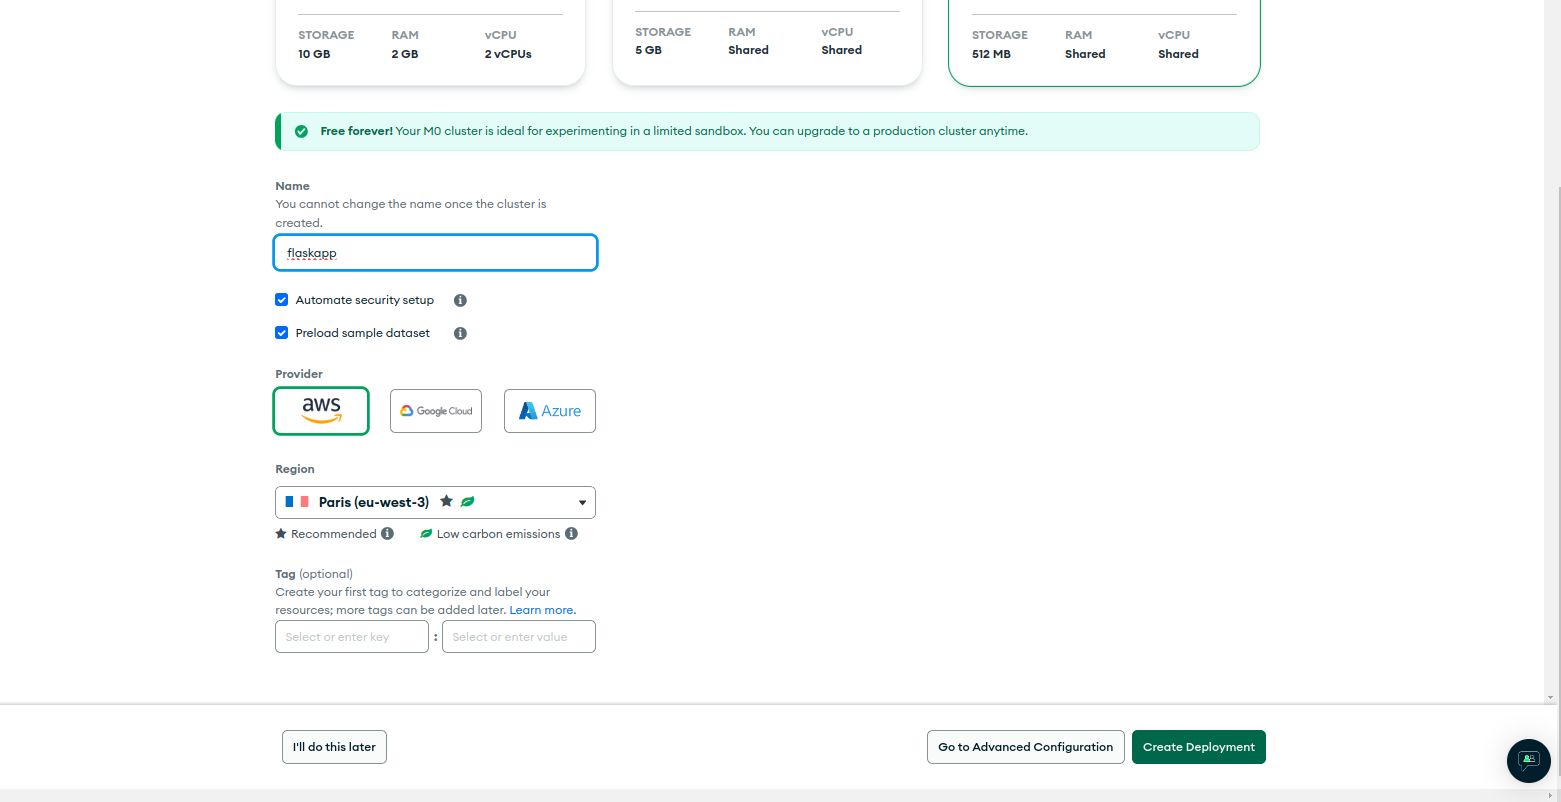 STORAGE RAM vCPU
10 GB 2 GB 2 vCPUs
STORAGE RAM vCPU
5 GB Shared Shared
STORAGE RAM vCPU
512 MB Shared Shared
Free forever! Your M0 cluster is ideal for experimenting in a limited sandbox. You can upgrade to a production cluster anytime.
Name
You cannot change the name once the cluster is
created.
flaskapp
Automate security setup
Preload sample dataset
Provider
aws Google Cloud Azure
Region
Paris (eu-west-3)
Recommended Low carbon emissions
Tag (optional)
Create your first tag to categorize and label your
resources; more tags can be added later. Learn more.
Select or enter key : Select or enter value
I'll do this later Go to Advanced Configuration Create Deployment